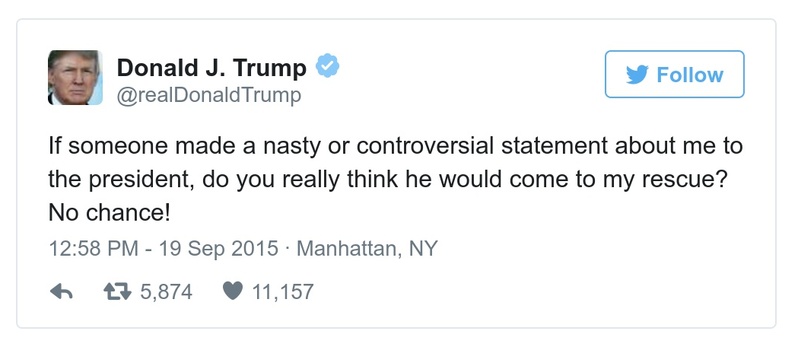 Donald J. Trump
@realDonaldTrump
Follow
If someone made a nasty or controversial statement about me to
the president, do you really think he would come to my rescue?
No chance!
12:58 PM - 19 Sep 2015 · Manhattan, NY
5,874 11,157